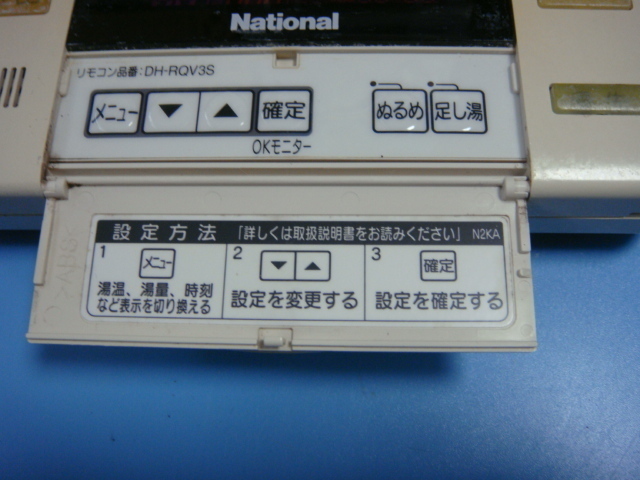 National
リモコン品番:DH-RQV3S
メニュー ▼ ▲ 確定 ぬるめ 足し湯
OKモニター
設定方法 「詳しくは取扱説明書をお読みください」 N2KA
1 メニュー 2 ▼ ▲ 3 確定
湯温、湯量、時刻
など表示を切り換える
設定を変更する
設定を確定する